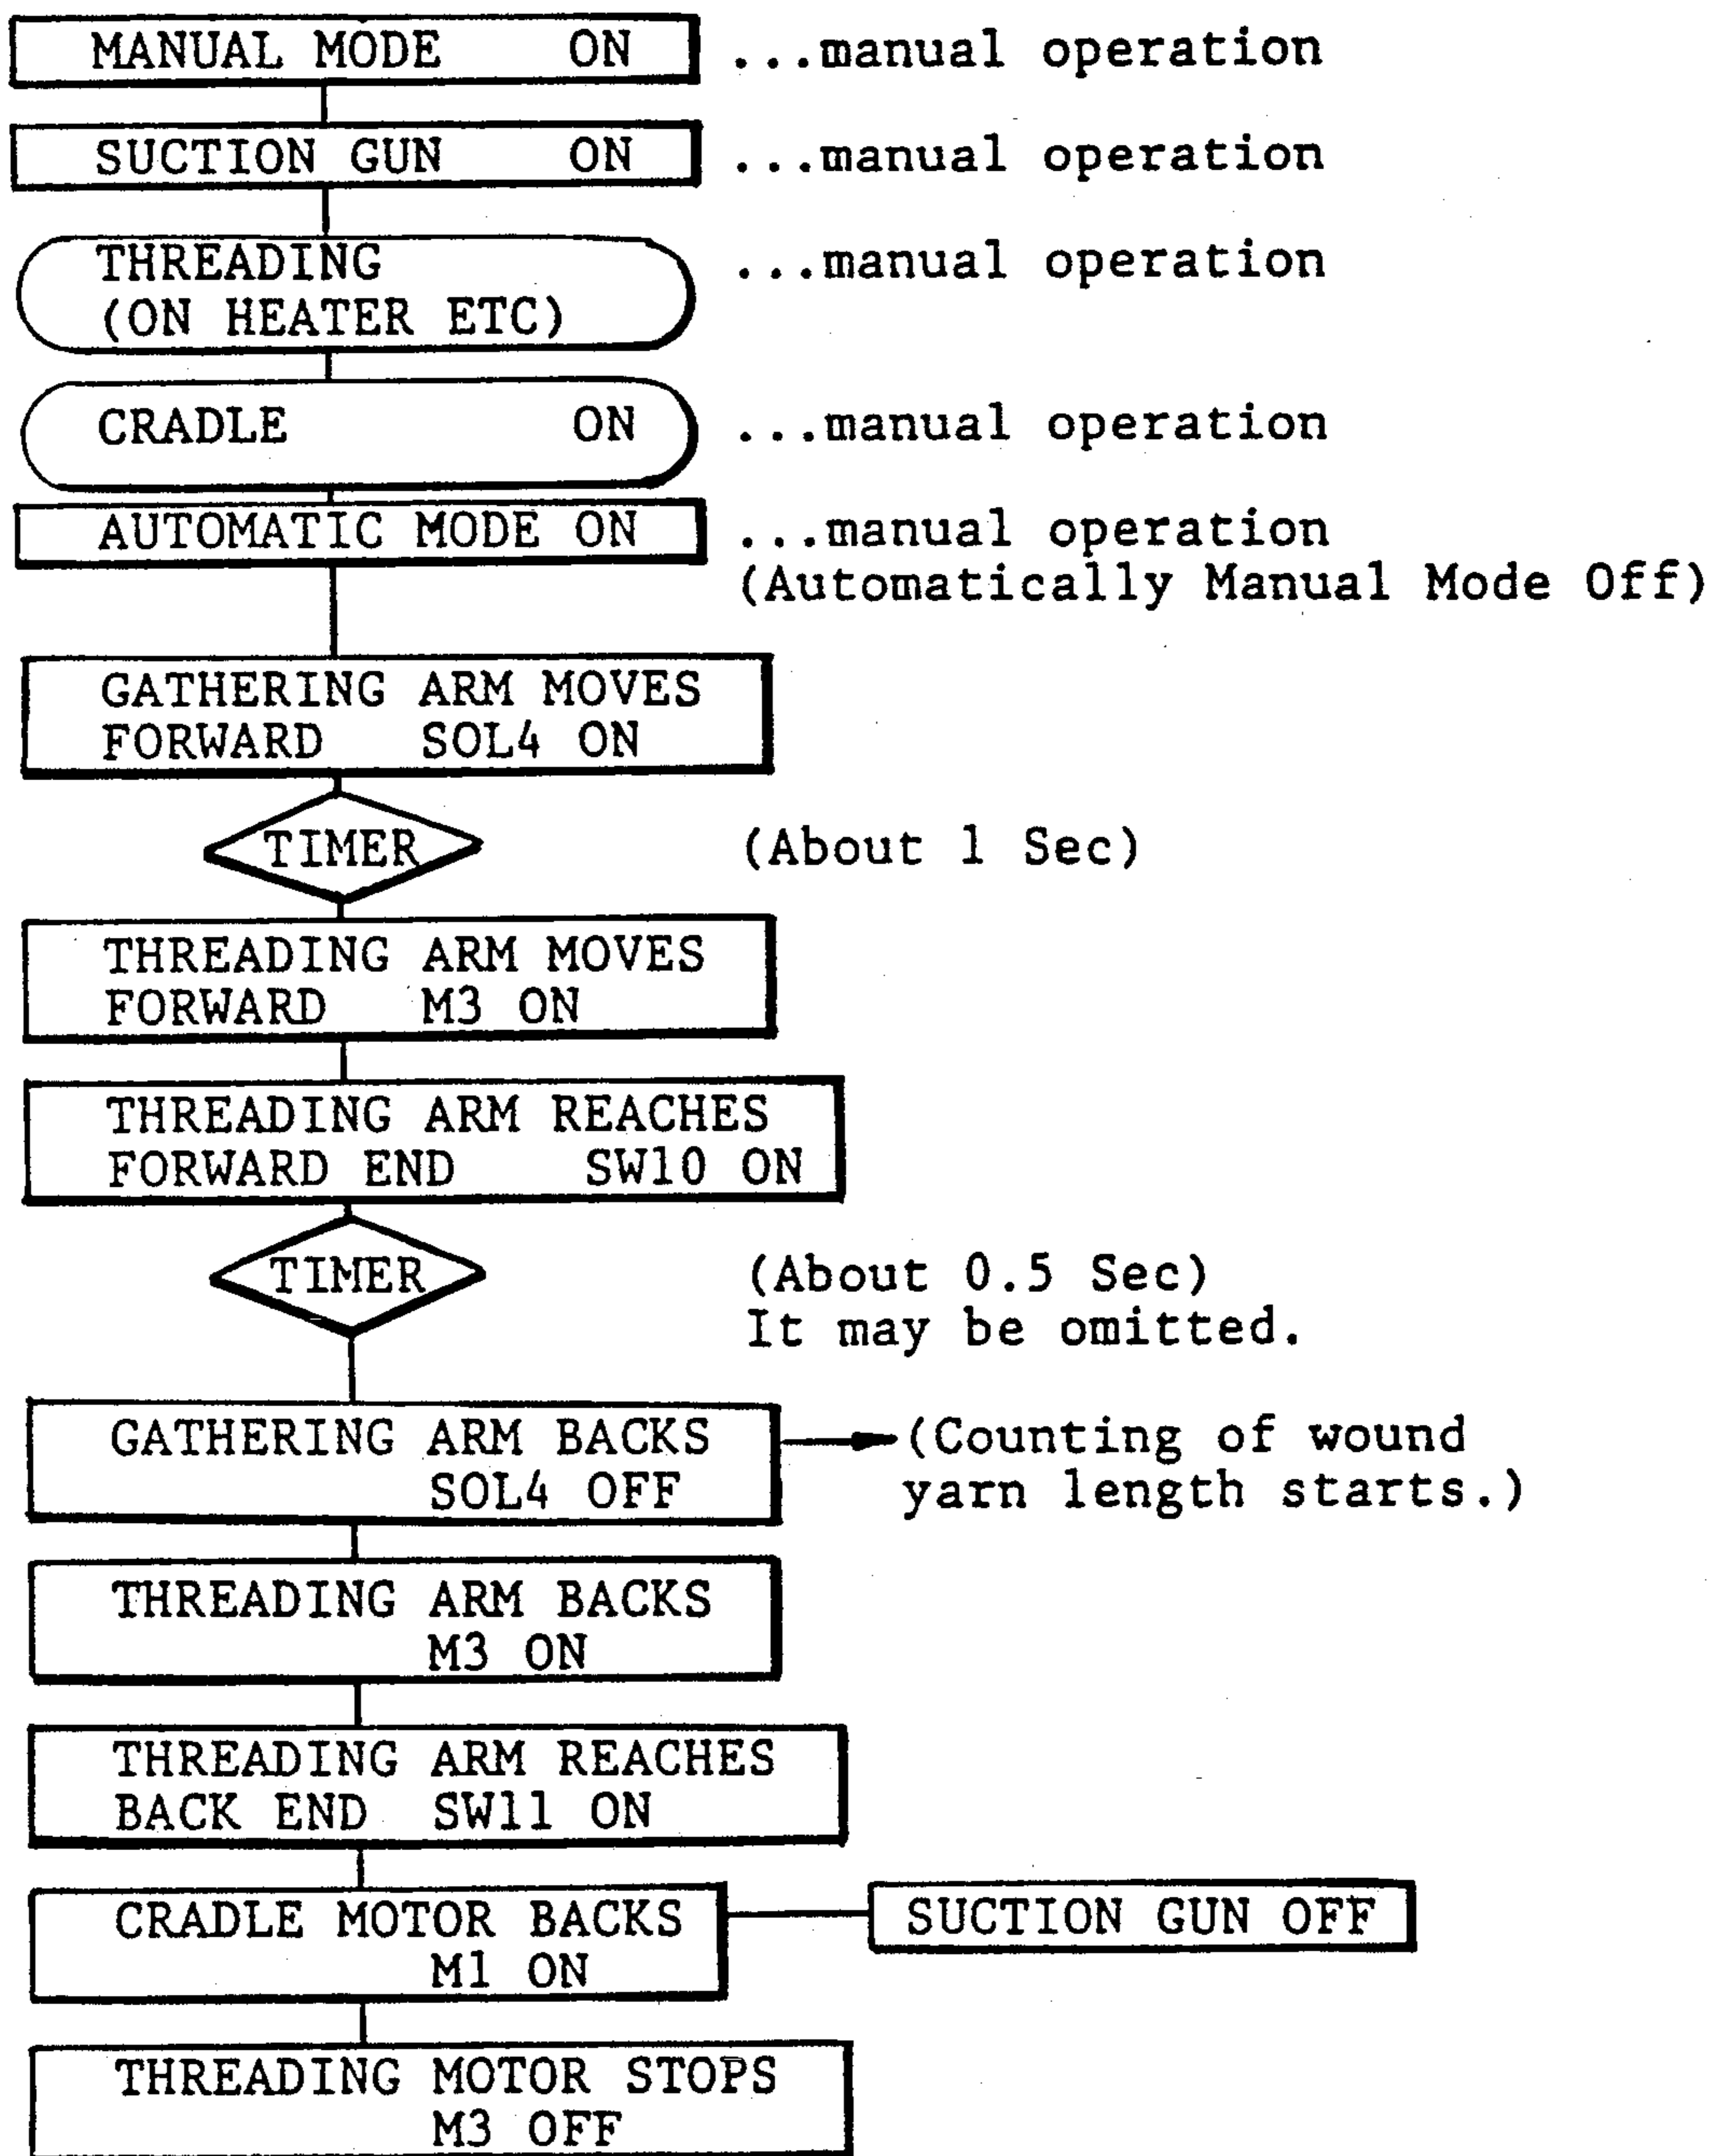 MANUAL MODE ON ...manual operation
SUCTION GUN ON ...manual operation
THREADING ...manual operation
(ON HEATER ETC)
CRADLE ON ...manual operation
AUTOMATIC MODE ON ...manual operation
(Automatically Manual Mode Off)
GATHERING ARM MOVES
FORWARD SOL4 ON
TIMER (About 1 Sec)
THREADING ARM MOVES
FORWARD M3 ON
THREADING ARM REACHES
FORWARD END SW10 ON
TIMER (About 0.5 Sec)
It may be omitted.
GATHERING ARM BACKS (Counting of wound
SOL4 OFF yarn length starts.)
THREADING ARM BACKS
M3 ON
THREADING ARM REACHES
BACK END SW11 ON
CRADLE MOTOR BACKS SUCTION GUN OFF
M1 ON
THREADING MOTOR STOPS
M3 OFF